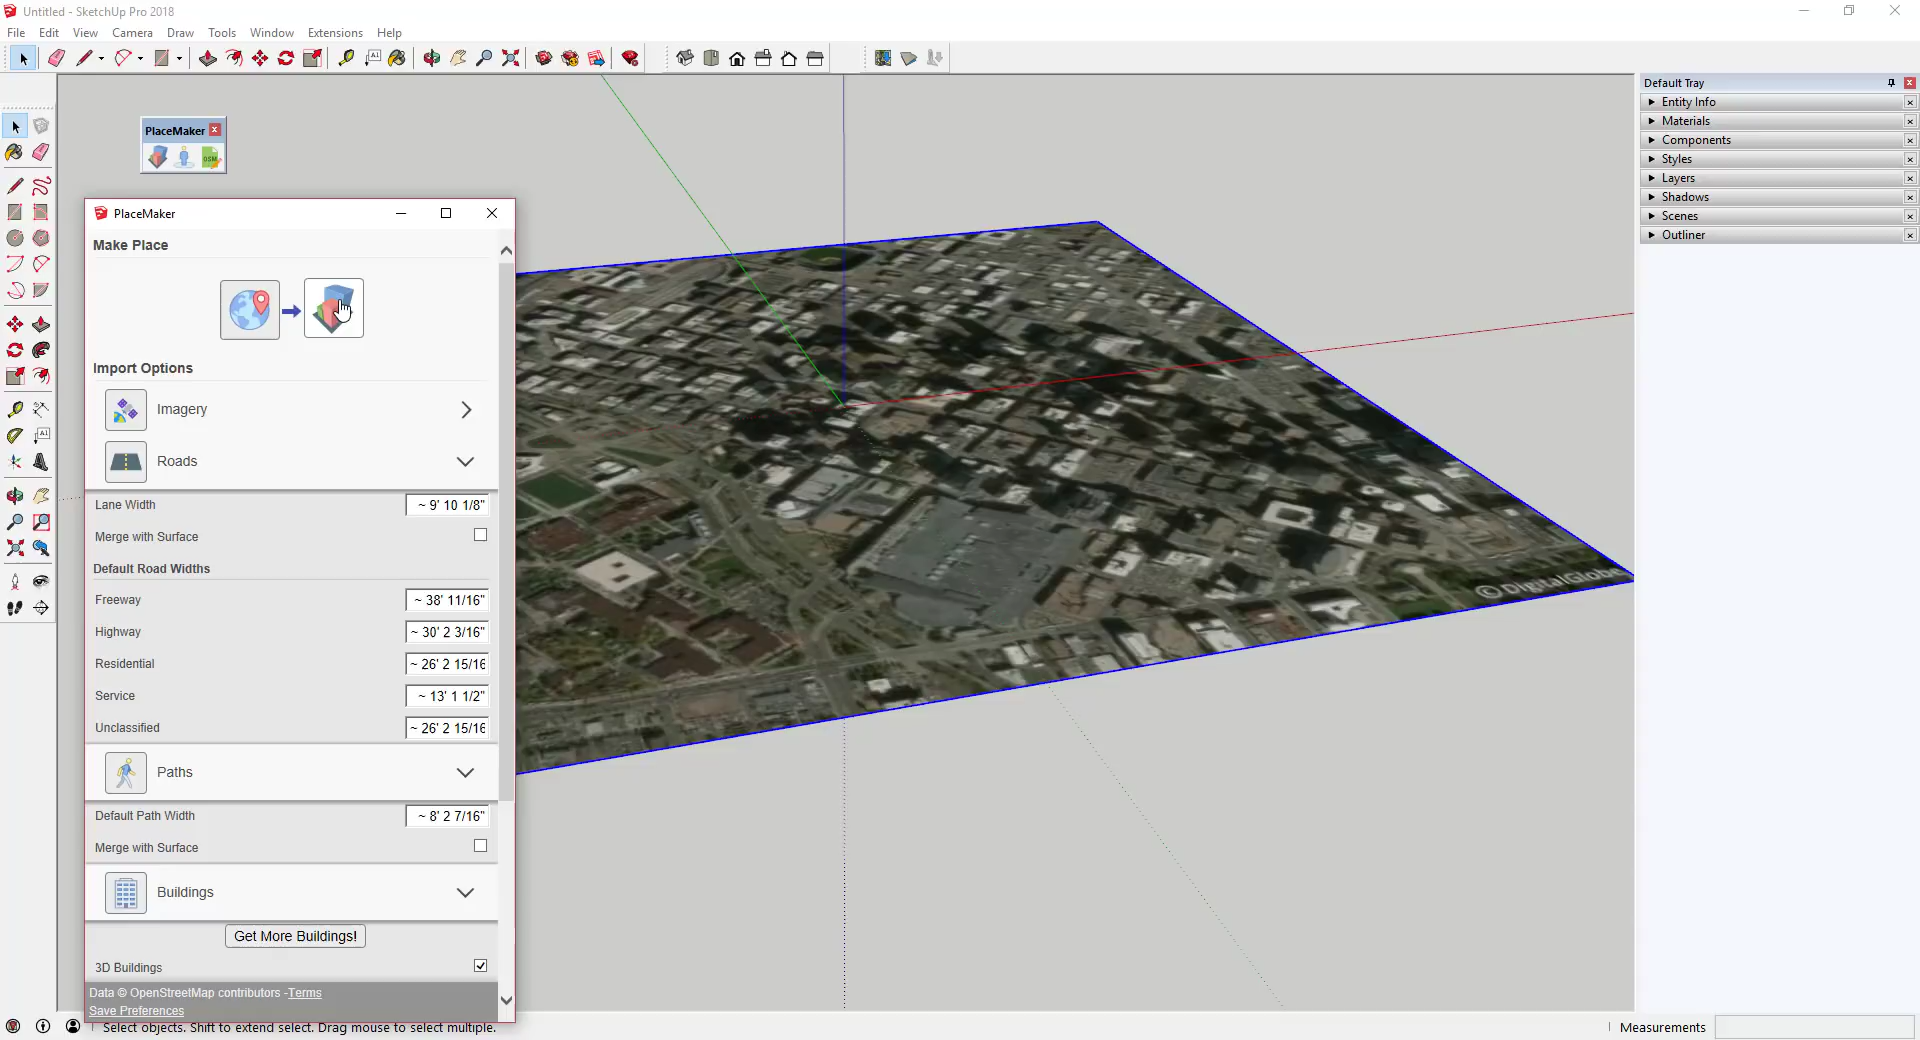 Untitled - SketchUp Pro 2018
File Edit View Camera Draw Tools Window Extensions Help
PlaceMaker
OSM
PlaceMaker
Make Place
Import Options
Imagery
Roads
Lane Width ~ 9' 10 1/8"
Merge with Surface
Default Road Widths
Freeway ~ 38' 11/16"
Highway ~ 30' 2 3/16"
Residential ~ 26' 2 15/16
Service ~ 13' 1 1/2"
Unclassified ~ 26' 2 15/16
Paths
Default Path Width ~ 8' 2 7/16"
Merge with Surface
Buildings
Get More Buildings!
3D Buildings
Data © OpenStreetMap contributors -Terms
Save Preferences
© DigitalGlobe
Default Tray
Entity Info
Materials
Components
Styles
Layers
Shadows
Scenes
Outliner
Select objects. Shift to extend select. Drag mouse to select multiple.
Measurements